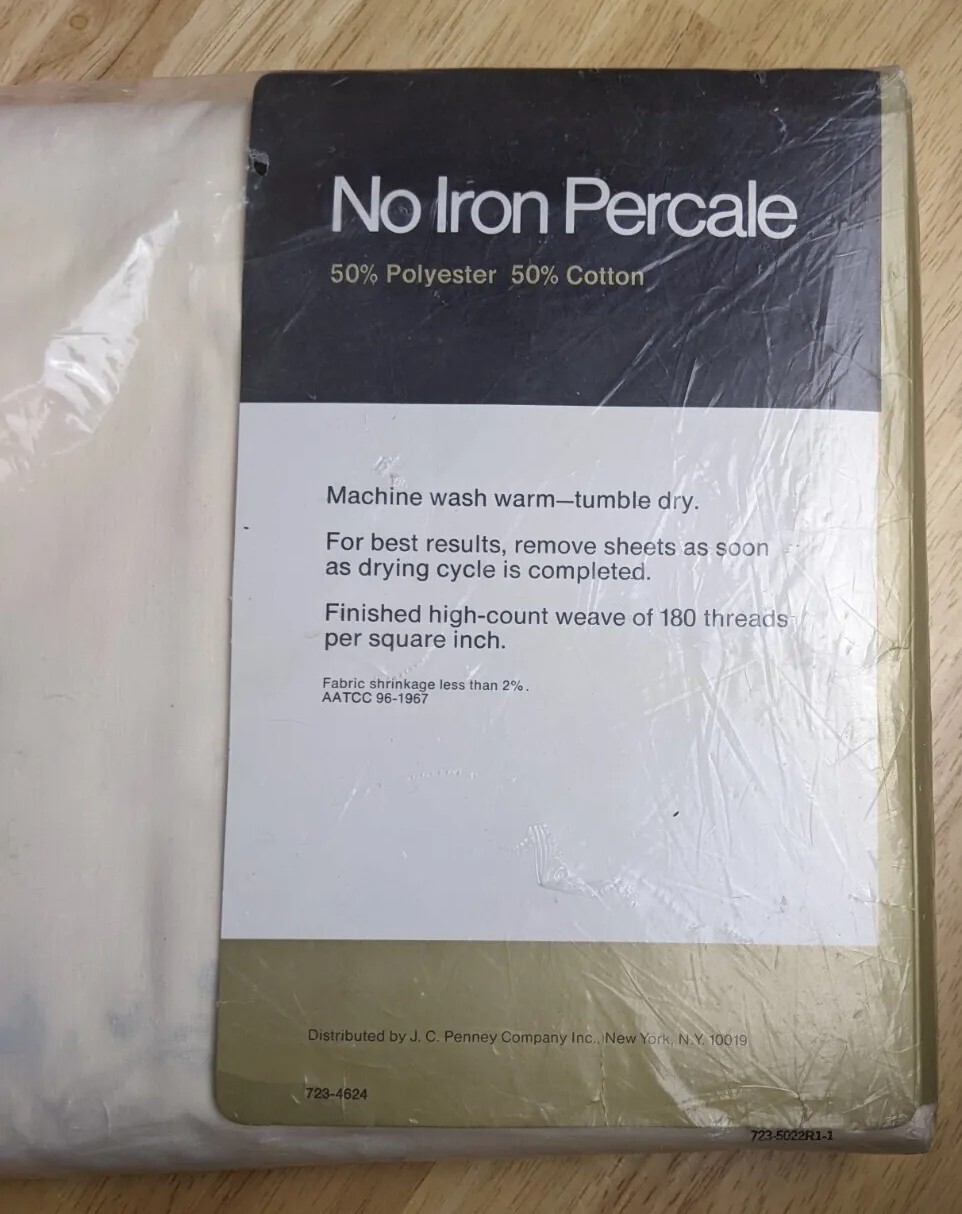 No Iron Percale
50% Polyester 50% Cotton
Machine wash warm—tumble dry.
For best results, remove sheets as soon
as drying cycle is completed.
Finished high-count weave of 180 threads
per square inch.
Fabric shrinkage less than 2%.
AATCC 96-1967
Distributed by J. C. Penney Company Inc., New York, N.Y. 10019
723-4624
723-5022R1-1